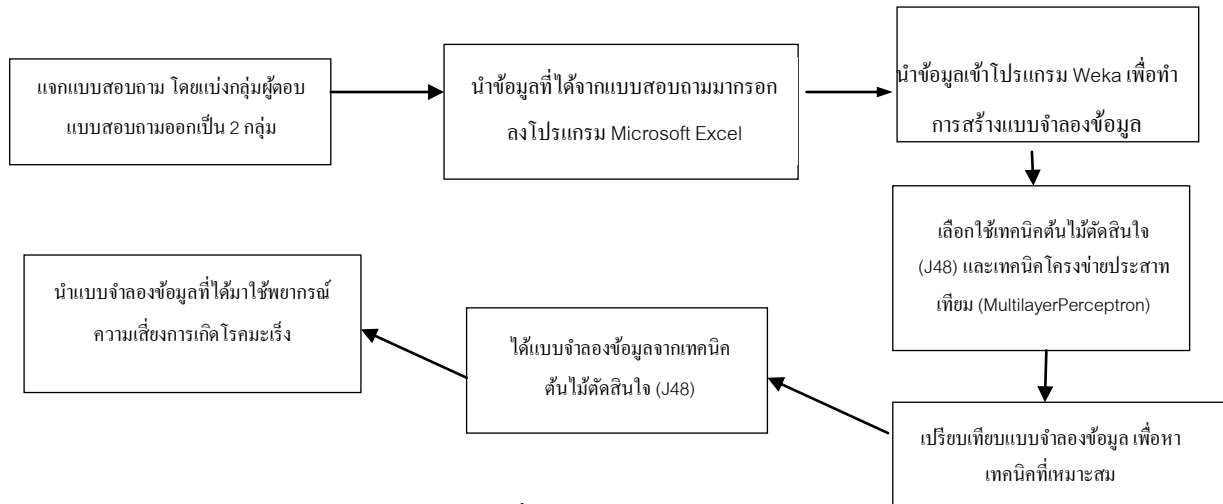 แจกแบบสอบถาม โดยแบ่งกลุ่มผู้ตอบ
แบบสอบถามออกเป็น 2 กลุ่ม
นำข้อมูลที่ได้จากแบบสอบถามมากรอก
ลงโปรแกรม Microsoft Excel
นำข้อมูลเข้าโปรแกรม Weka เพื่อทำ
การสร้างแบบจำลองข้อมูล
เลือกใช้เทคนิคต้นไม้ตัดสินใจ
(J48) และเทคนิคโครงข่ายประสาท
เทียม (MultilayerPerceptron)
เปรียบเทียบแบบจำลองข้อมูล เพื่อหา
เทคนิคที่เหมาะสม
ได้แบบจำลองข้อมูลจากเทคนิค
ต้นไม้ตัดสินใจ (J48)
นำแบบจำลองข้อมูลที่ได้มาใช้พยากรณ์
ความเสี่ยงการเกิดโรคมะเร็ง